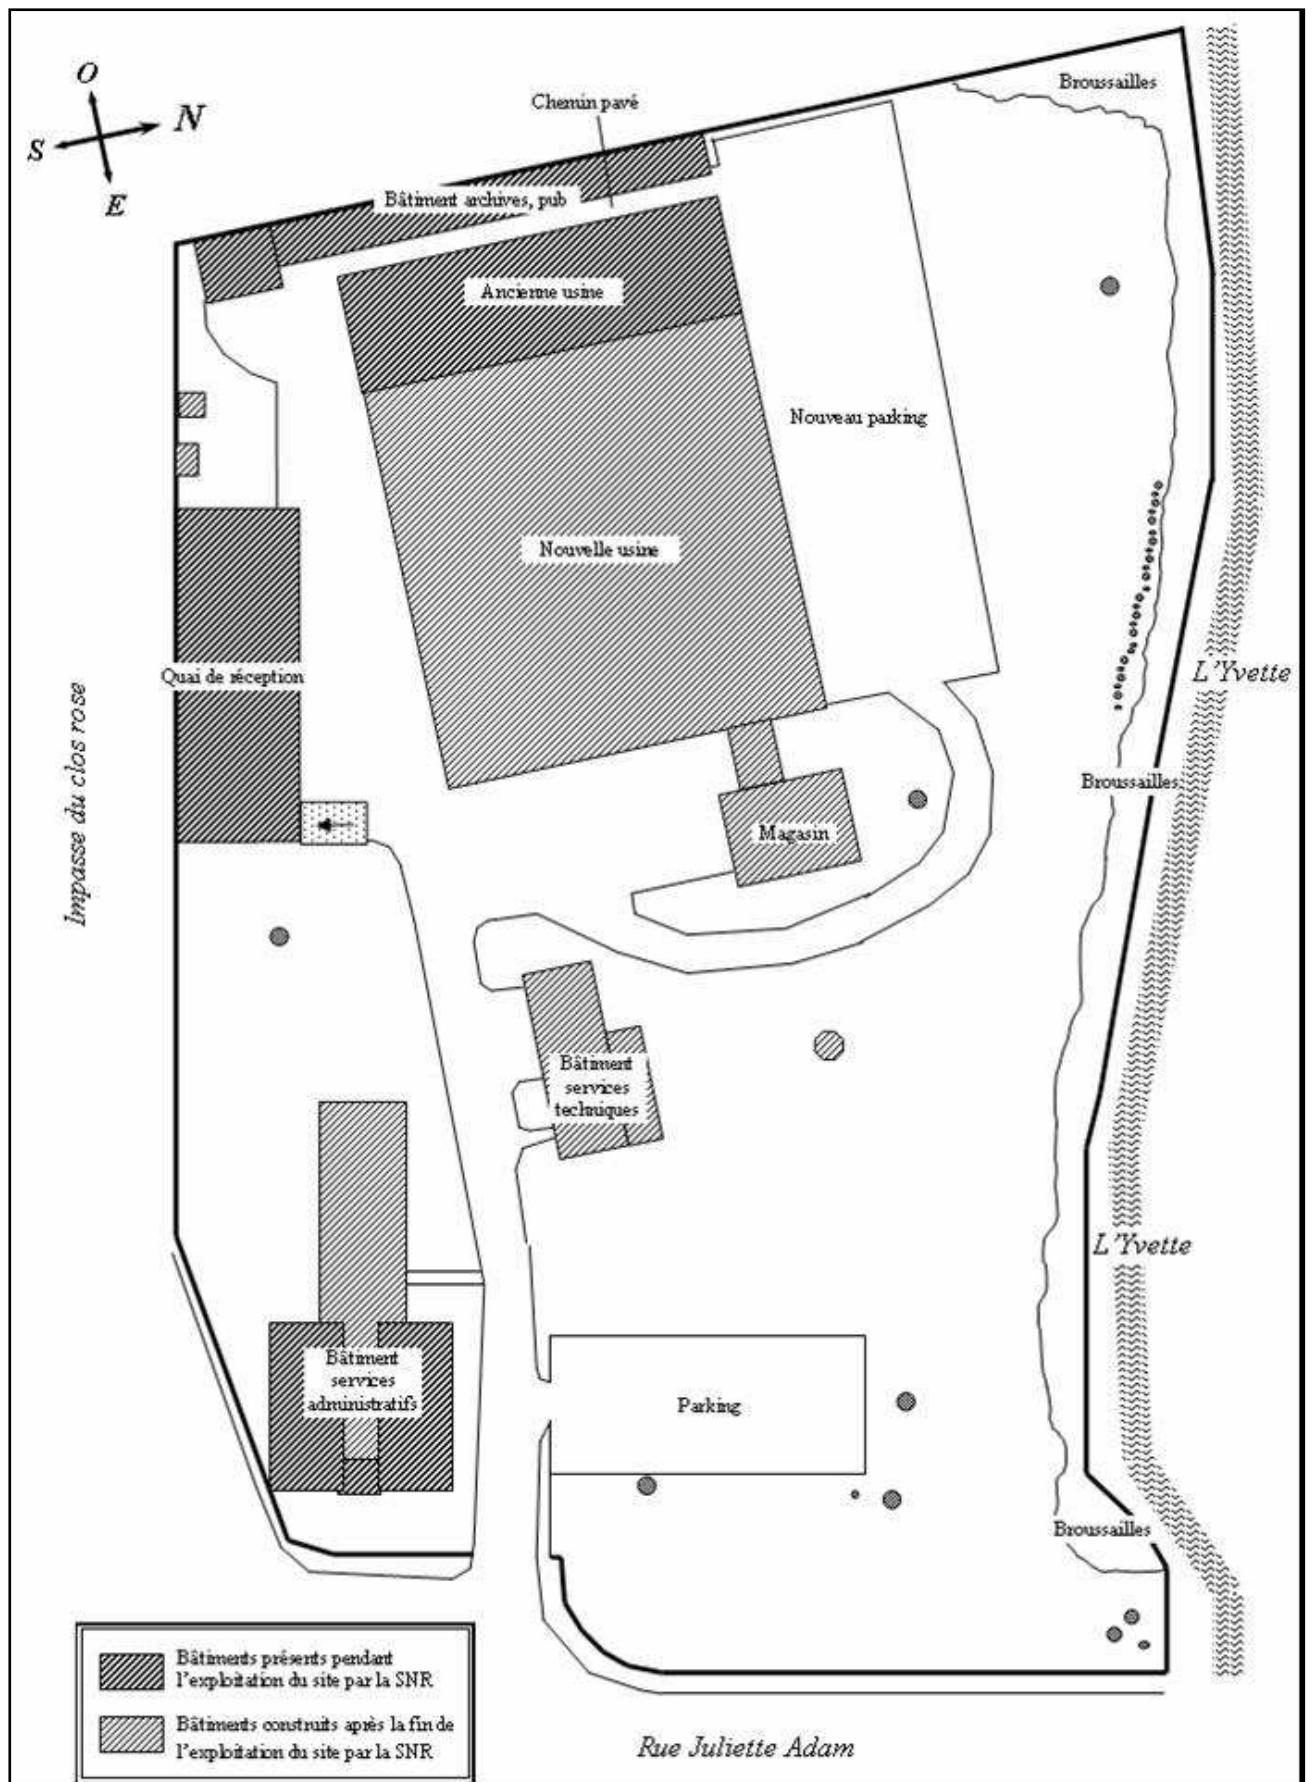 O
N
S
E
Chemin pavé
Broussailles
Bâtiment archives, pub
Ancienne usine
Nouveau parking
Nouvelle usine
Quai de réception
L'Yvette
Impasse du clos rose
Broussailles
Magasin
Bâtiment
services
techniques
L'Yvette
Bâtiment
services
administratifs
Parking
Broussailles
Bâtiments présents pendant
l'exploitation du site par la SNR
Bâtiments construits après la fin de
l'exploitation du site par la SNR
Rue Juliette Adam